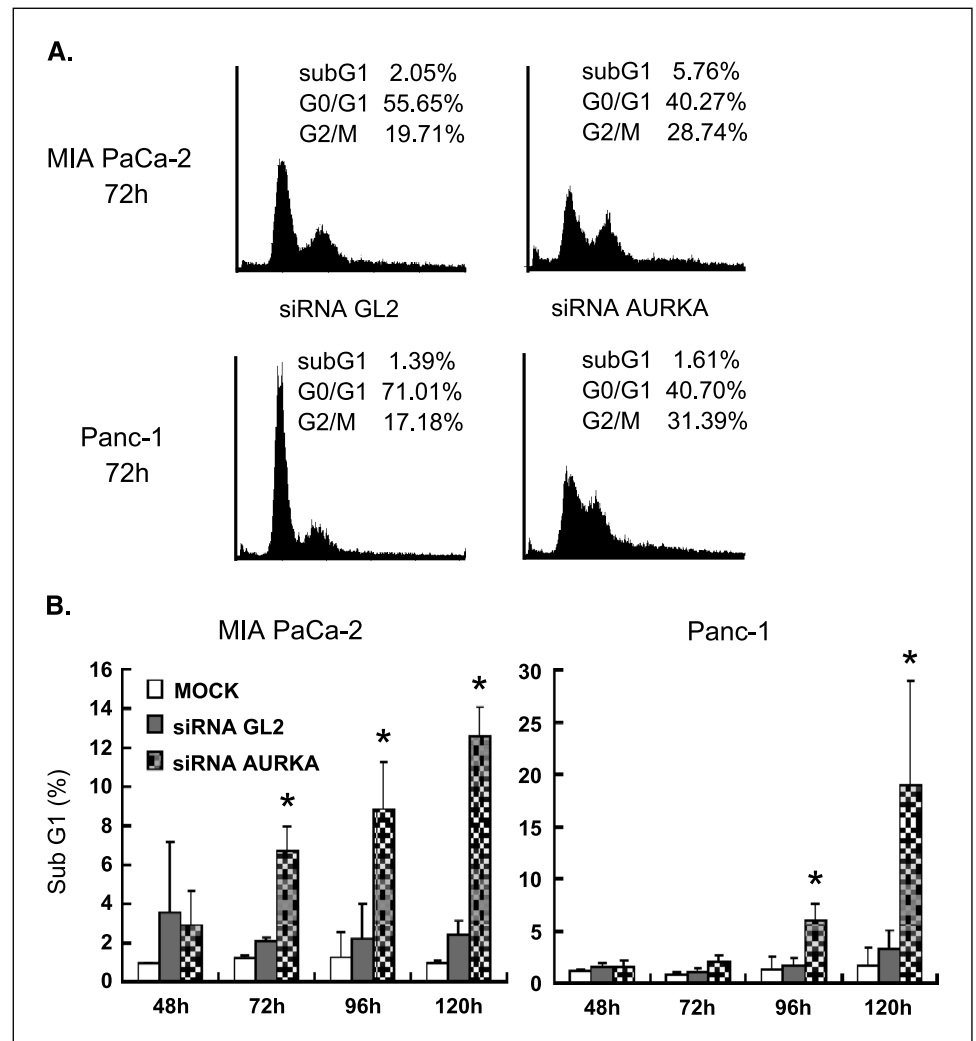 A.
MIA PaCa-2
72h
subG1 2.05%
G0/G1 55.65%
G2/M 19.71%
subG1 5.76%
G0/G1 40.27%
G2/M 28.74%
siRNA GL2
siRNA AURKA
Panc-1
72h
subG1 1.39%
G0/G1 71.01%
G2/M 17.18%
subG1 1.61%
G0/G1 40.70%
G2/M 31.39%
B.
MIA PaCa-2
Sub G1 (%)
16
14
12
10
8
6
4
2
0
MOCK
siRNA GL2
siRNA AURKA
*
*
*
48h 72h 96h 120h
Panc-1
30
25
20
15
10
5
0
*
*
48h 72h 96h 120h